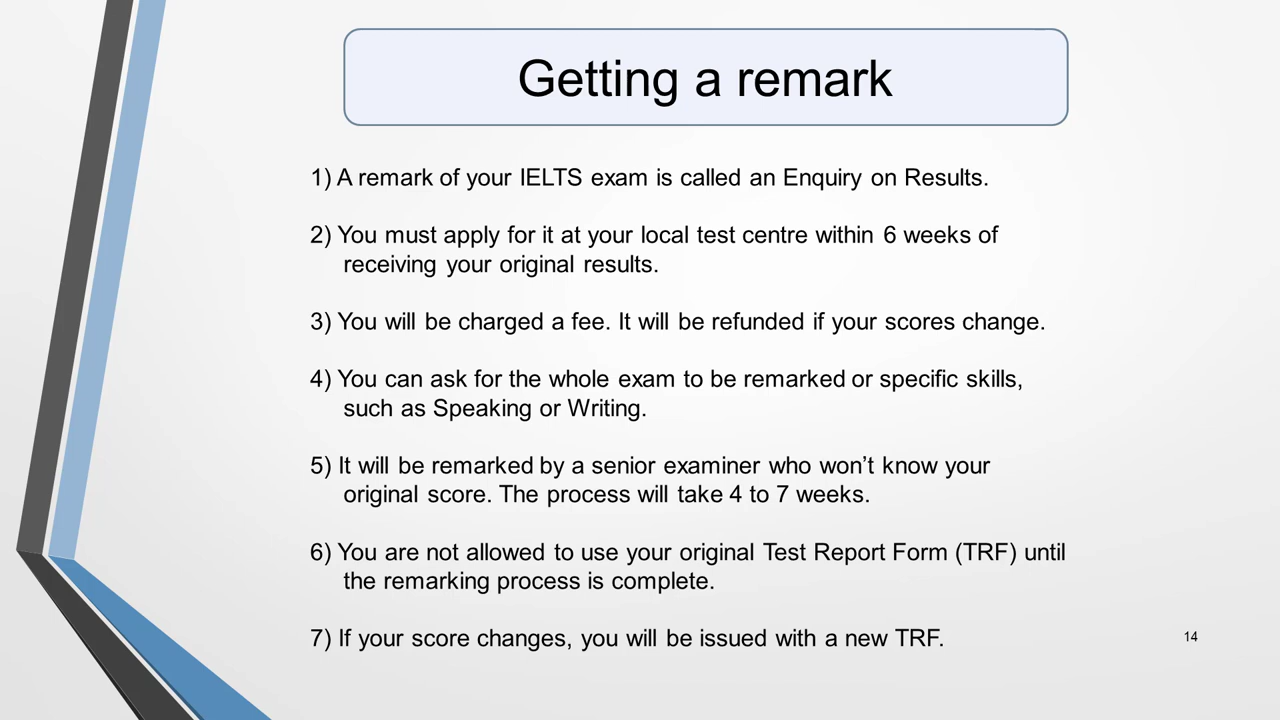 Getting a remark
1) A remark of your IELTS exam is called an Enquiry on Results.
2) You must apply for it at your local test centre within 6 weeks of
receiving your original results.
3) You will be charged a fee. It will be refunded if your scores change.
4) You can ask for the whole exam to be remarked or specific skills,
such as Speaking or Writing.
5) It will be remarked by a senior examiner who won’t know your
original score. The process will take 4 to 7 weeks.
6) You are not allowed to use your original Test Report Form (TRF) until
the remarking process is complete.
7) If your score changes, you will be issued with a new TRF.
14